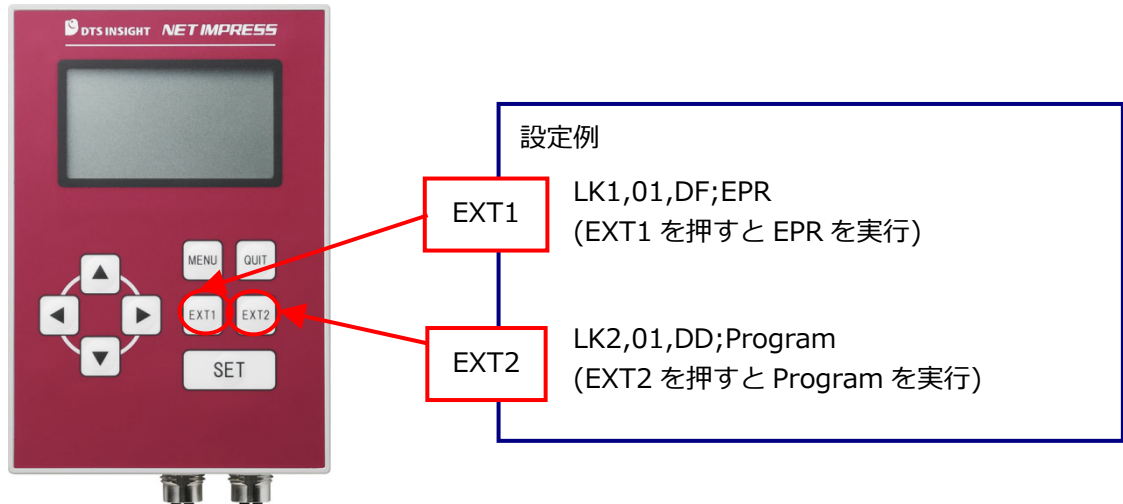 DTS INSIGHT NET IMPRESS
MENU
QUIT
EXT1
EXT2
SET
設定例
EXT1
LK1,01,DF;EPR
(EXT1 を押すと EPR を実行)
EXT2
LK2,01,DD;Program
(EXT2 を押すと Program を実行)